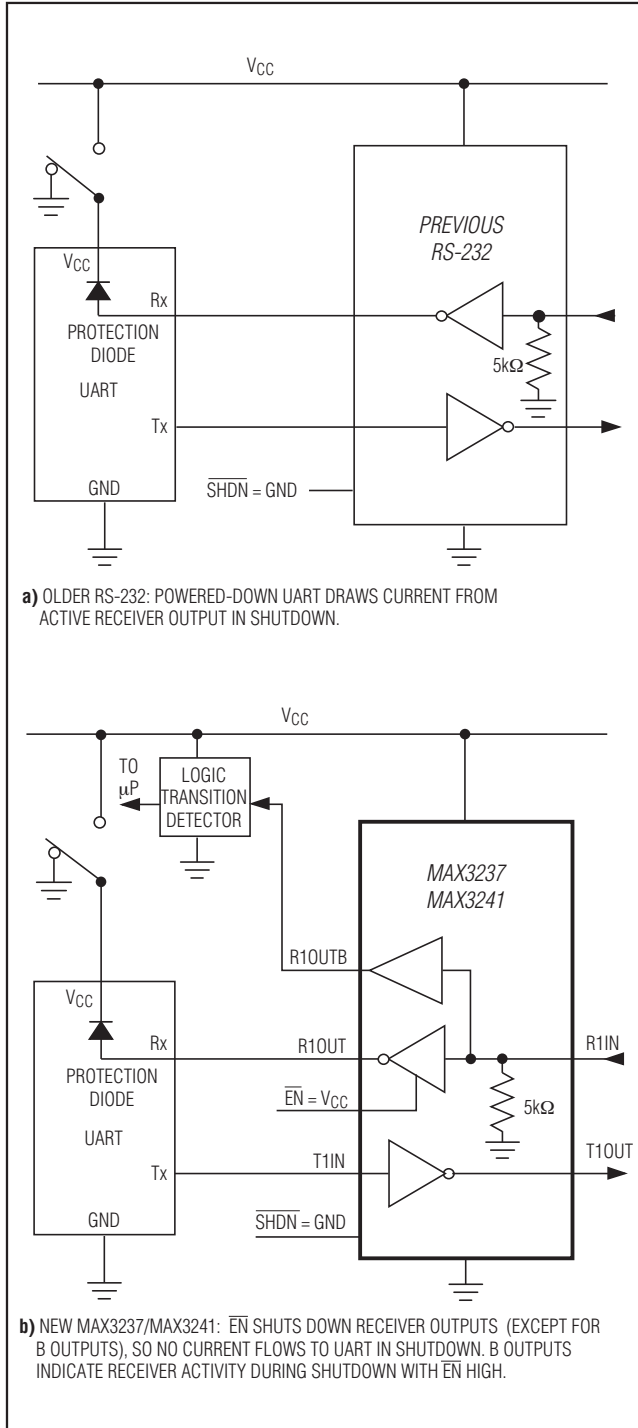 VCC
PREVIOUS
RS-232
VCC
Rx
PROTECTION
DIODE
5kΩ
UART
Tx
GND
SHDN = GND
a) OLDER RS-232: POWERED-DOWN UART DRAWS CURRENT FROM
ACTIVE RECEIVER OUTPUT IN SHUTDOWN.
VCC
TO
μP
LOGIC
TRANSITION
DETECTOR
MAX3237
MAX3241
R1OUTB
VCC
Rx
R1OUT
R1IN
PROTECTION
DIODE
EN = VCC
5kΩ
UART
Tx
T1IN
T1OUT
GND
SHDN = GND
b) NEW MAX3237/MAX3241: EN SHUTS DOWN RECEIVER OUTPUTS (EXCEPT FOR
B OUTPUTS), SO NO CURRENT FLOWS TO UART IN SHUTDOWN. B OUTPUTS
INDICATE RECEIVER ACTIVITY DURING SHUTDOWN WITH EN HIGH.